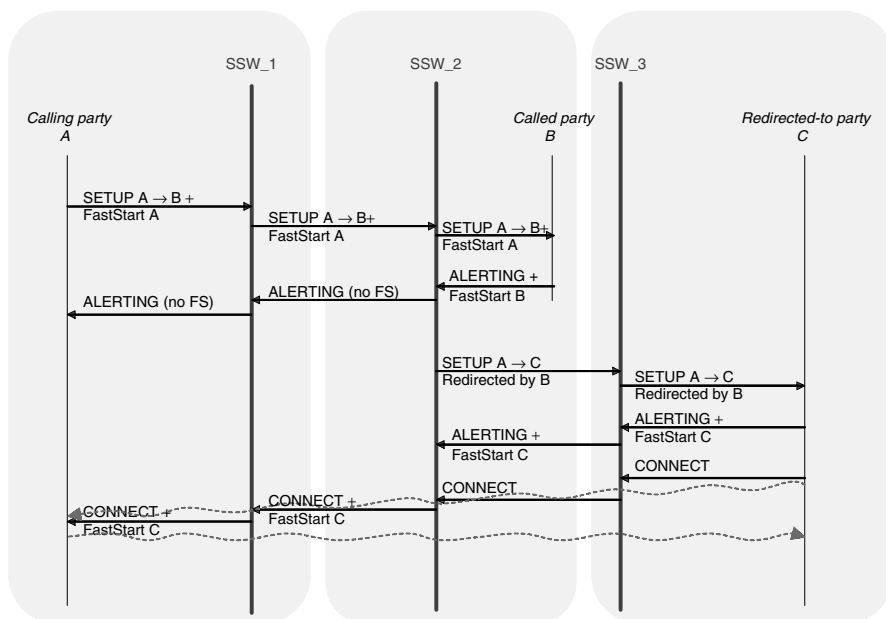 SSW_1
SSW_2
SSW_3
Calling party
A
Called party
B
Redirected-to party
C
SETUP A → B +
FastStart A
SETUP A → B+
FastStart A
SETUP A → B+
FastStart A
ALERTING +
FastStart B
ALERTING (no FS)
ALERTING (no FS)
SETUP A → C
Redirected by B
SETUP A → C
Redirected by B
ALERTING +
FastStart C
ALERTING +
FastStart C
CONNECT
CONNECT
CONNECT +
FastStart C
CONNECT +
FastStart C